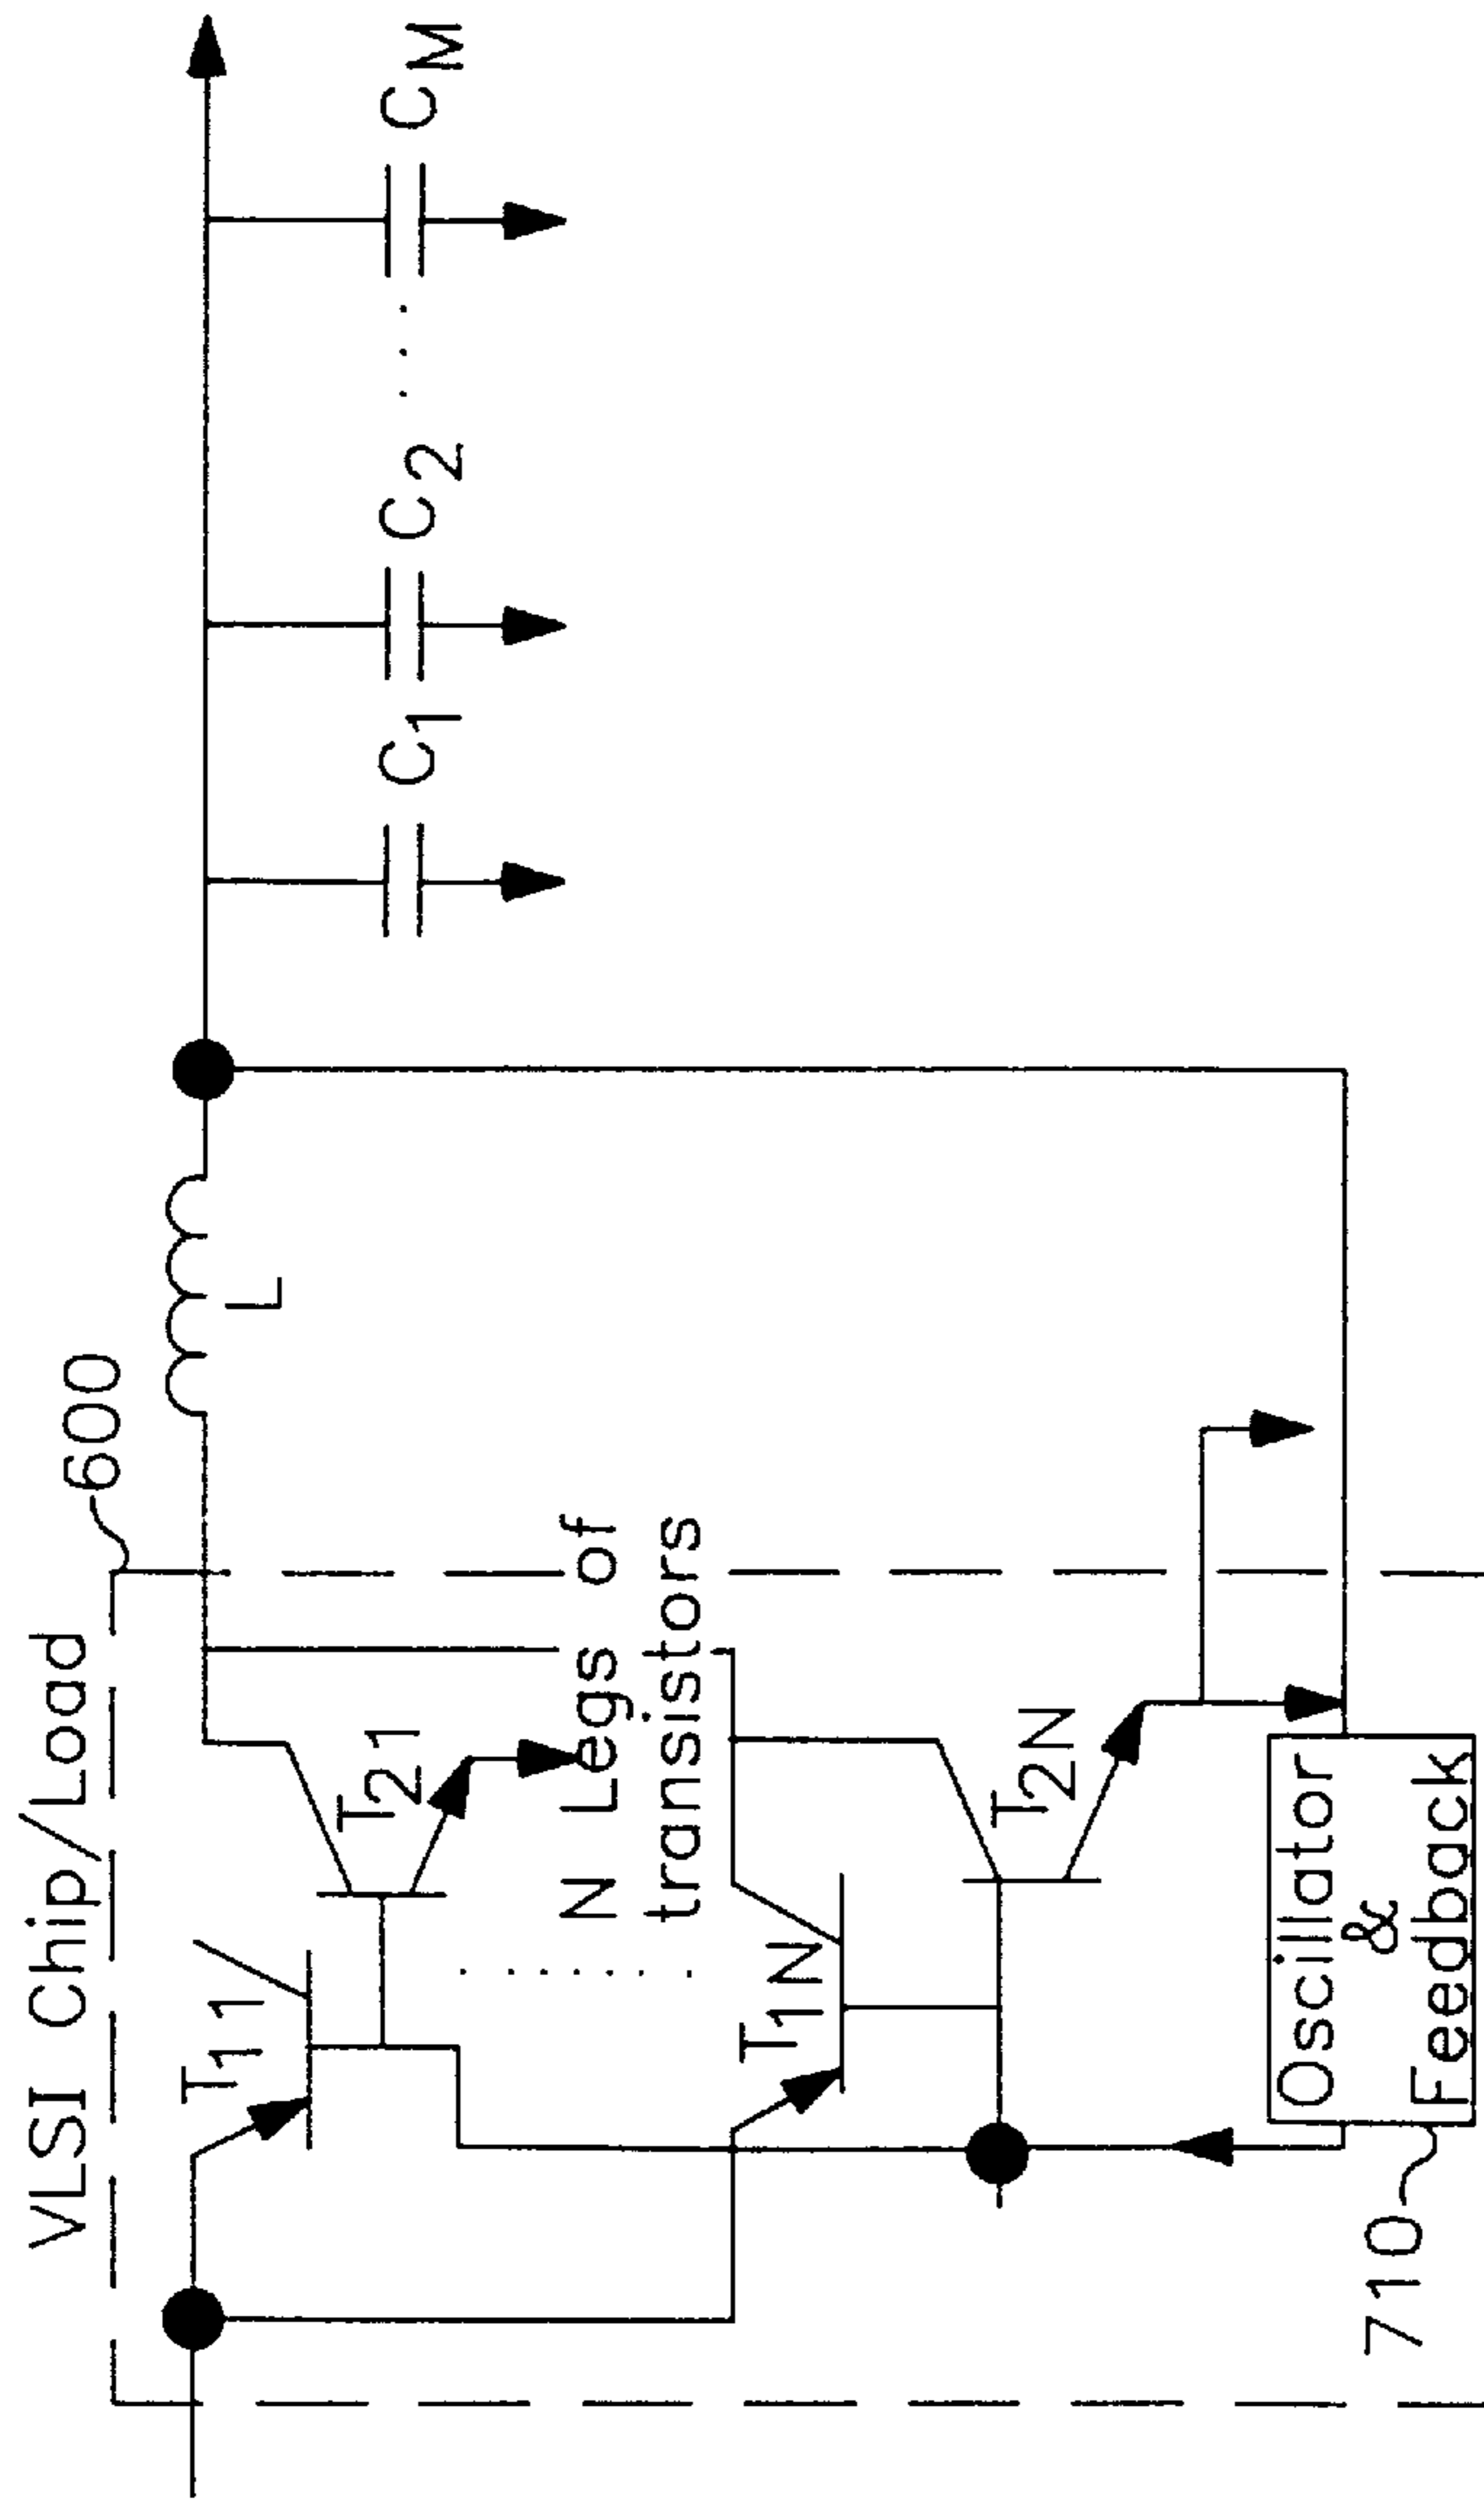 VLSI Chip/Load
600
T11
T21
L
C1
C2
CM
N Legs of
transistors
T1N
T2N
Oscillator
&
Feedback
710